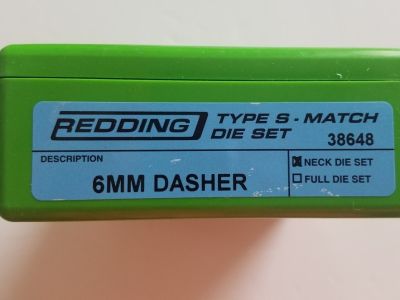 REDDING
TYPE S - MATCH
DIE SET
38648
DESCRIPTION
6MM DASHER
NECK DIE SET
FULL DIE SET